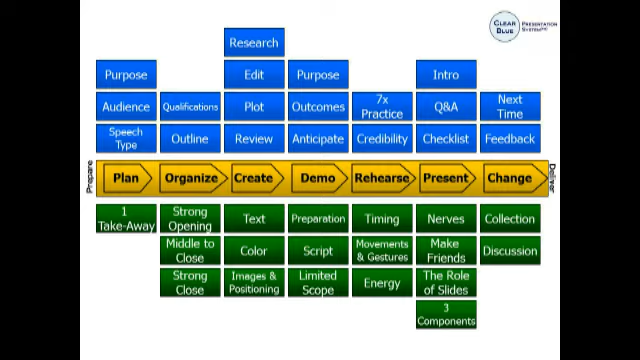 CLEAR
BLUE
PRESENTATION
SYSTEM
Research
Purpose
Edit
Purpose
Intro
Audience
Qualifications
Plot
Outcomes
7x
Practice
Q&A
Next
Time
Speech
Type
Outline
Review
Anticipate
Credibility
Checklist
Feedback
Prepare
Plan
Organize
Create
Demo
Rehearse
Present
Change
Deliver
1
Take-Away
Strong
Opening
Text
Preparation
Timing
Nerves
Collection
Middle to
Close
Color
Script
Movements
& Gestures
Make
Friends
Discussion
Strong
Close
Images &
Positioning
Limited
Scope
Energy
The Role
of Slides
3
Components